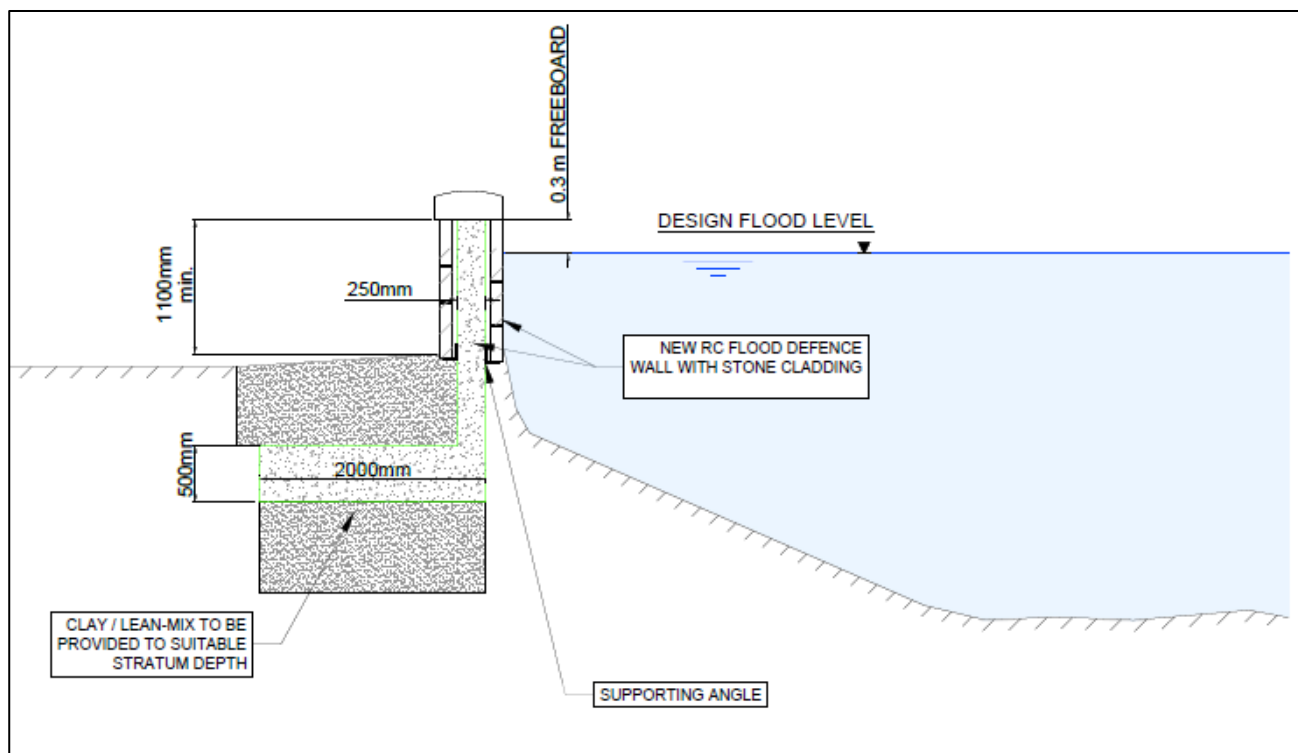 0.3 m FREEBOARD
DESIGN FLOOD LEVEL
1100mm
min.
250mm
NEW RC FLOOD DEFENCE
WALL WITH STONE CLADDING
500mm
2000mm
CLAY / LEAN-MIX TO BE
PROVIDED TO SUITABLE
STRATUM DEPTH
SUPPORTING ANGLE